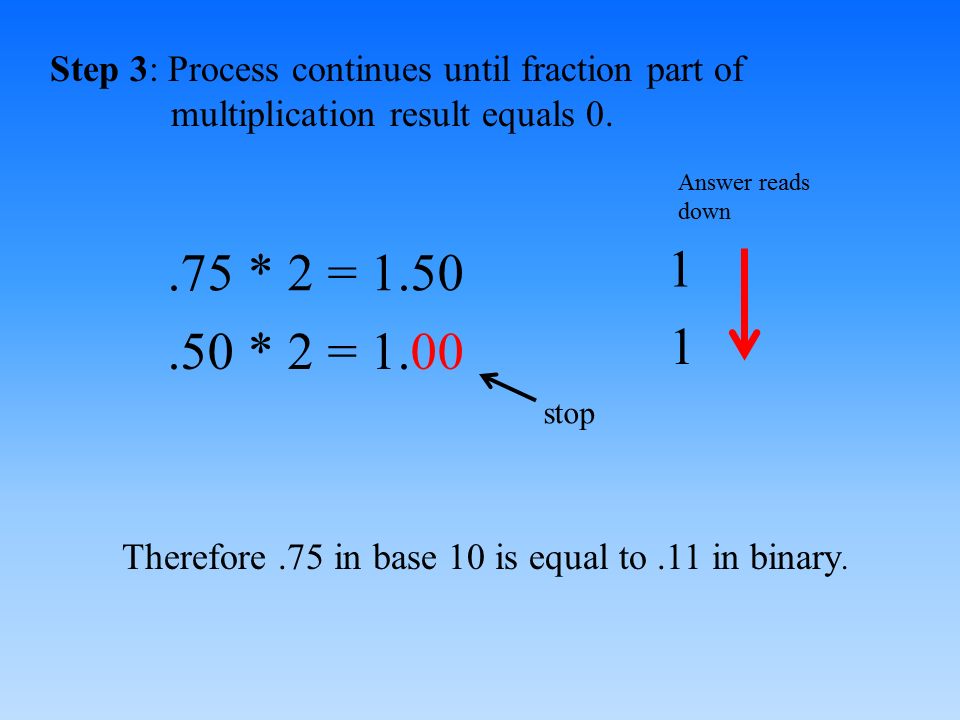 Step 3: Process continues until fraction part of
multiplication result equals 0.
Answer reads
down
.75 * 2 = 1.50 1
.50 * 2 = 1.00 1
stop
Therefore .75 in base 10 is equal to .11 in binary.